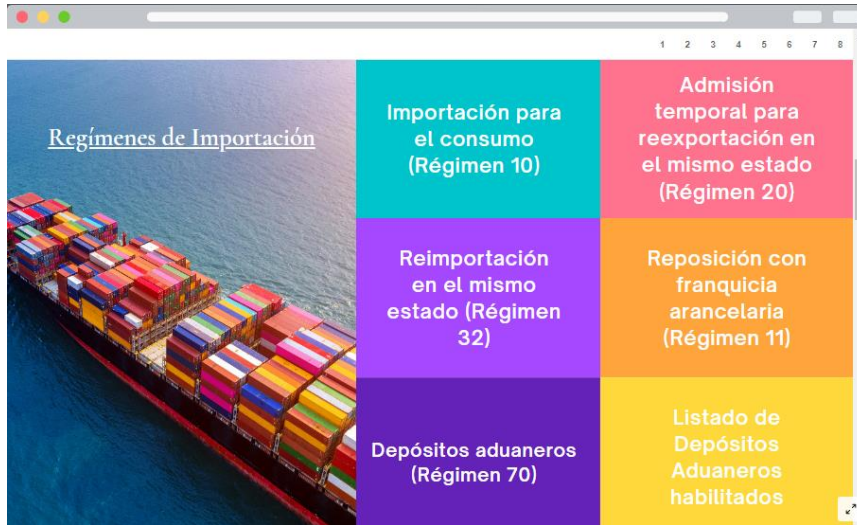 1 2 3 4 5 6 7 8
Regímenes de Importación
Importación para
el consumo
(Régimen 10)
Admisión
temporal para
reexportación en
el mismo estado
(Régimen 20)
Reimportación
en el mismo
estado (Régimen
32)
Reposición con
franquicia
arancelaria
(Régimen 11)
Depósitos aduaneros
(Régimen 70)
Listado de
Depósitos
Aduaneros
habilitados